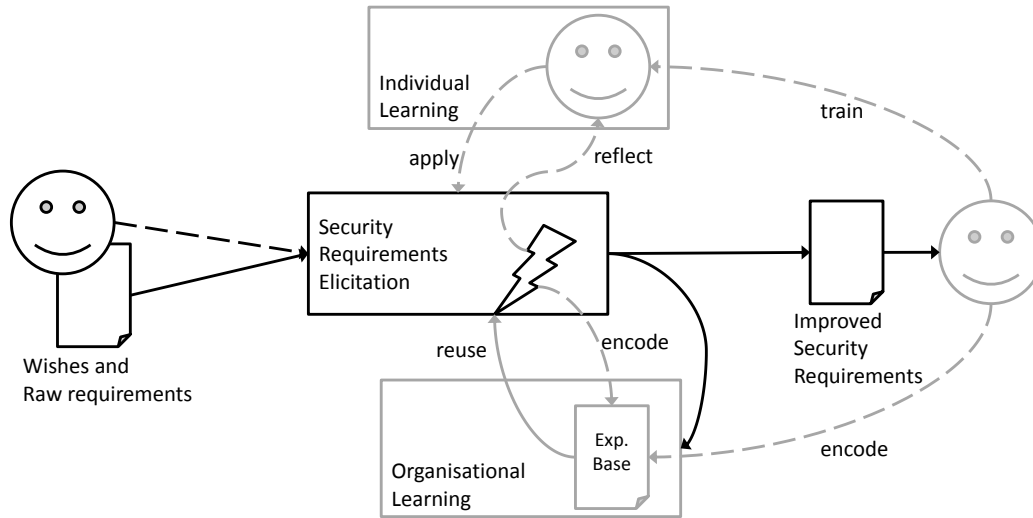 Individual
Learning
train
apply
reflect
Security
Requirements
Elicitation
Wishes and
Raw requirements
reuse
encode
Improved
Security
Requirements
Exp.
Base
Organisational
Learning
encode